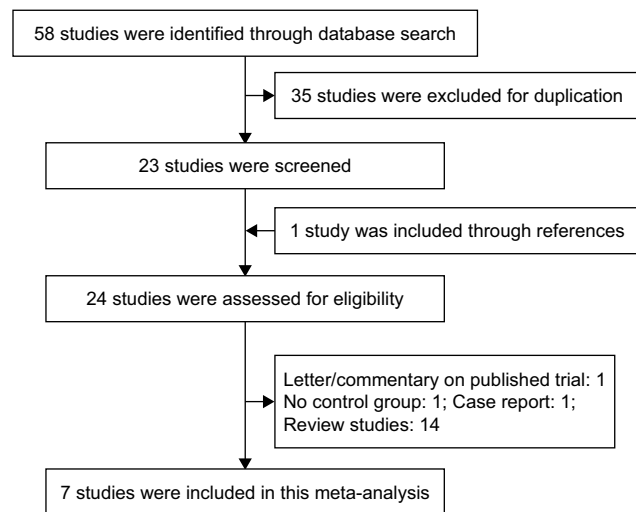 58 studies were identified through database search
35 studies were excluded for duplication
23 studies were screened
1 study was included through references
24 studies were assessed for eligibility
Letter/commentary on published trial: 1
No control group: 1; Case report: 1;
Review studies: 14
7 studies were included in this meta-analysis